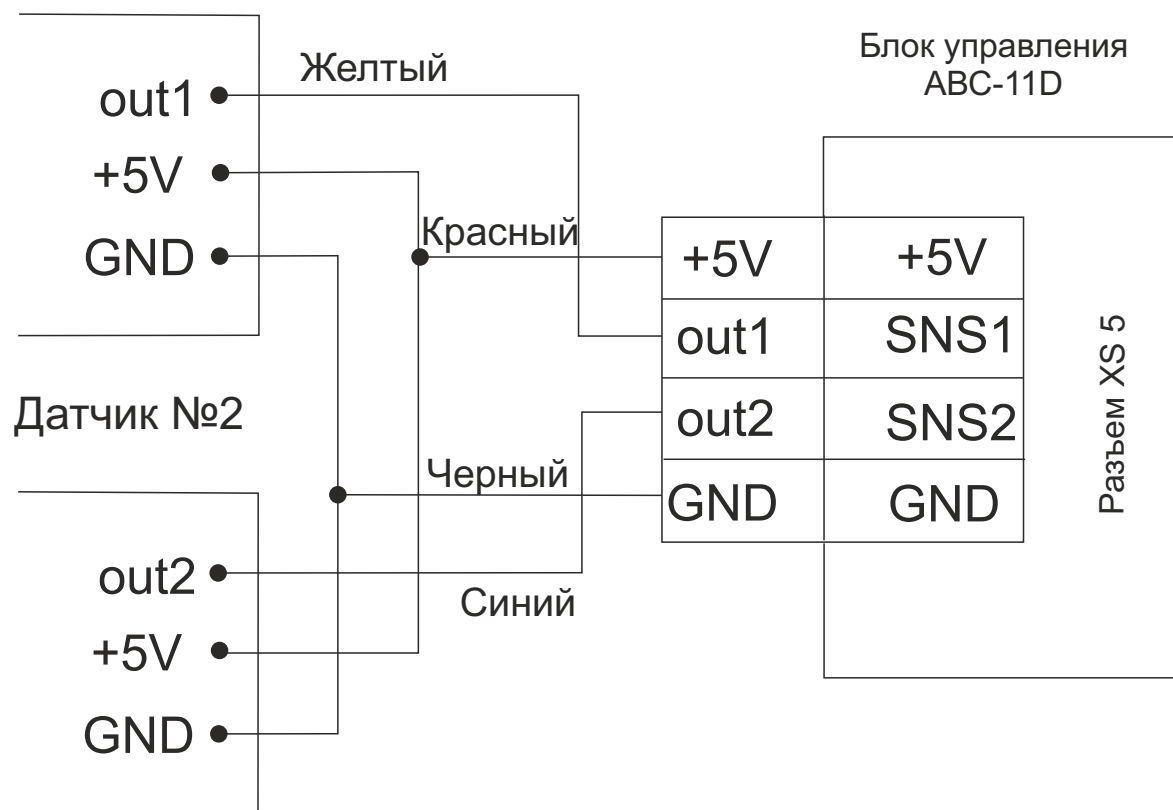 Желтый
Блок управления
ABC-11D
out1
+5V
GND
Красный
+5V
+5V
out1
SNS1
out2
SNS2
GND
GND
Разъем XS 5
Датчик №2
Черный
out2
+5V
GND
Синий